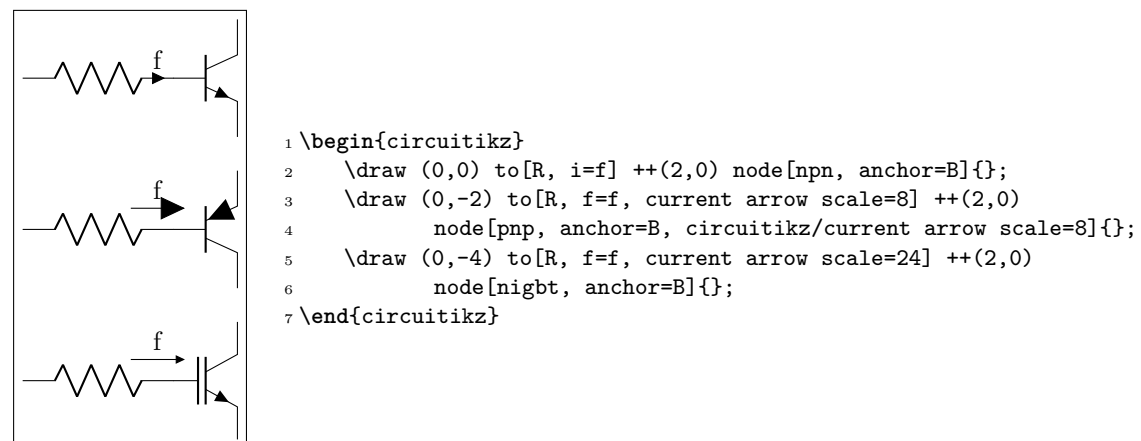 f
f
f
1 \begin{circuitikz}
2 \draw (0,0) to[R, i=f] ++(2,0) node[npn, anchor=B]{};
3 \draw (0,-2) to[R, f=f, current arrow scale=8] ++(2,0)
4 node[pnp, anchor=B, circuitikz/current arrow scale=8]{};
5 \draw (0,-4) to[R, f=f, current arrow scale=24] ++(2,0)
6 node[nigbt, anchor=B]{};
7 \end{circuitikz}